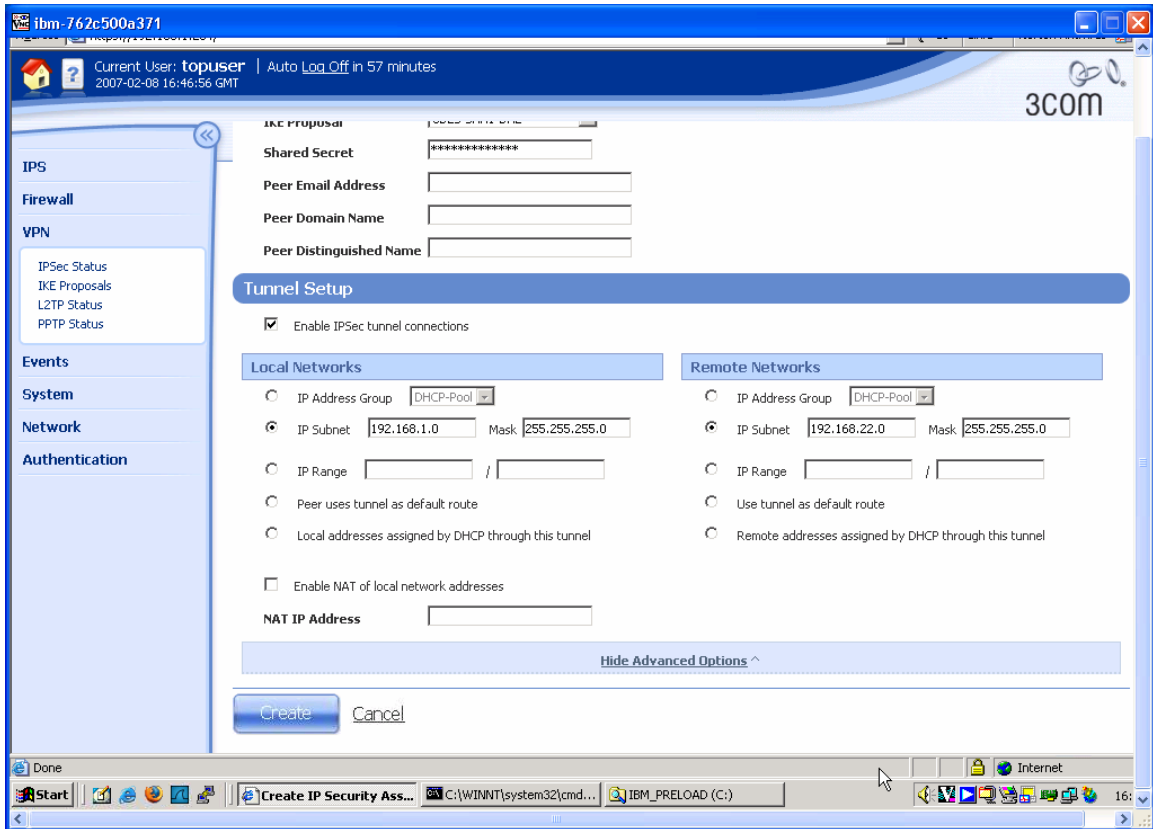 ibm-762c500a371
Current User: topuser | Auto Log Off in 57 minutes
2007-02-08 16:46:56 GMT
3COM
IKE Proposal
Shared Secret *************
IPS
Peer Email Address
Firewall
Peer Domain Name
VPN
Peer Distinguished Name
IPSec Status
IKE Proposals
L2TP Status
PPTP Status
Events
System
Network
Authentication
Tunnel Setup
Enable IPSec tunnel connections
Local Networks
IP Address Group DHCP-Pool
IP Subnet 192.168.1.0 Mask 255.255.255.0
IP Range /
Peer uses tunnel as default route
Local addresses assigned by DHCP through this tunnel
Remote Networks
IP Address Group DHCP-Pool
IP Subnet 192.168.22.0 Mask 255.255.255.0
IP Range /
Use tunnel as default route
Remote addresses assigned by DHCP through this tunnel
Enable NAT of local network addresses
NAT IP Address
Hide Advanced Options ^
Create Cancel
Done
Internet
Start
Create IP Security Ass...
C:\WINNT\system32\cmd...
IBM_PRELOAD (C:)
16: